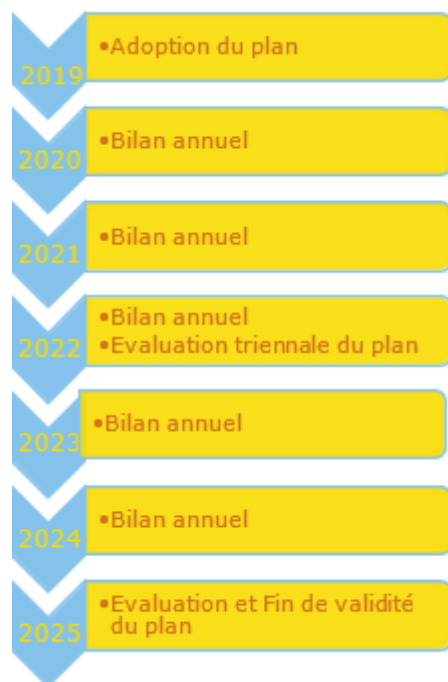 2019
•Adoption du plan
2020
•Bilan annuel
2021
•Bilan annuel
2022
•Bilan annuel
•Evaluation triennale du plan
2023
•Bilan annuel
2024
•Bilan annuel
2025
•Evaluation et Fin de validité
du plan